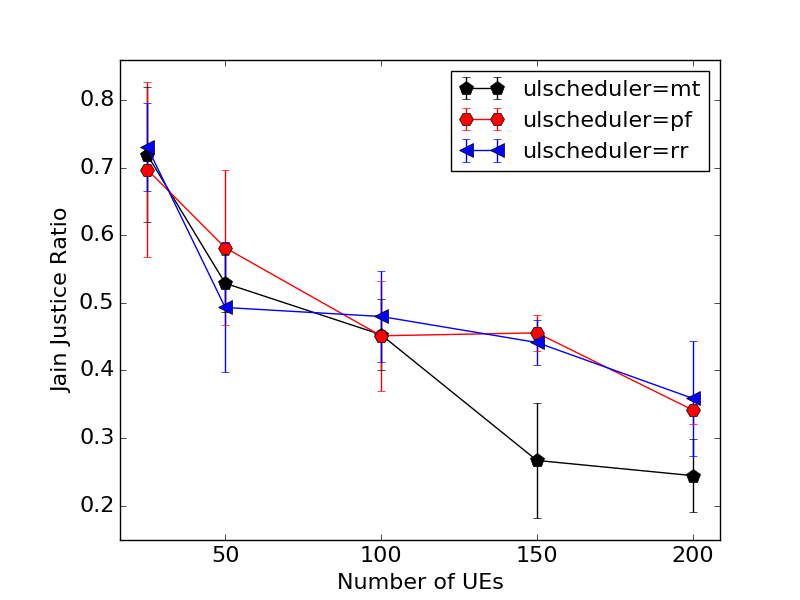 ulscheduler=mt
ulscheduler=pf
ulscheduler=rr
Jain Justice Ratio
0.8
0.7
0.6
0.5
0.4
0.3
0.2
50 100 150 200
Number of UEs